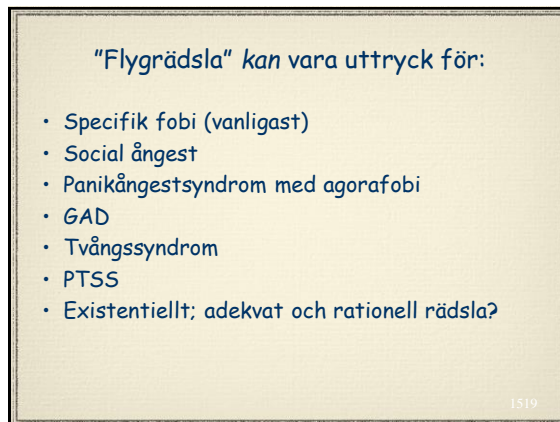 ”Flygrädsla” kan vara uttryck för:
• Specifik fobi (vanligast)
• Social ångest
• Panikångestsyndrom med agorafobi
• GAD
• Tvångssyndrom
• PTSS
• Existentiellt; adekvat och rationell rädsla?
1519